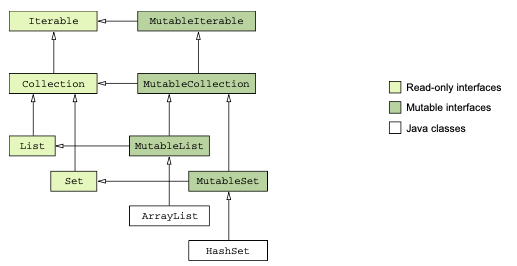 Iterable
MutableIterable
Collection
MutableCollection
List
MutableList
Set
MutableSet
ArrayList
HashSet
Read-only interfaces
Mutable interfaces
Java classes